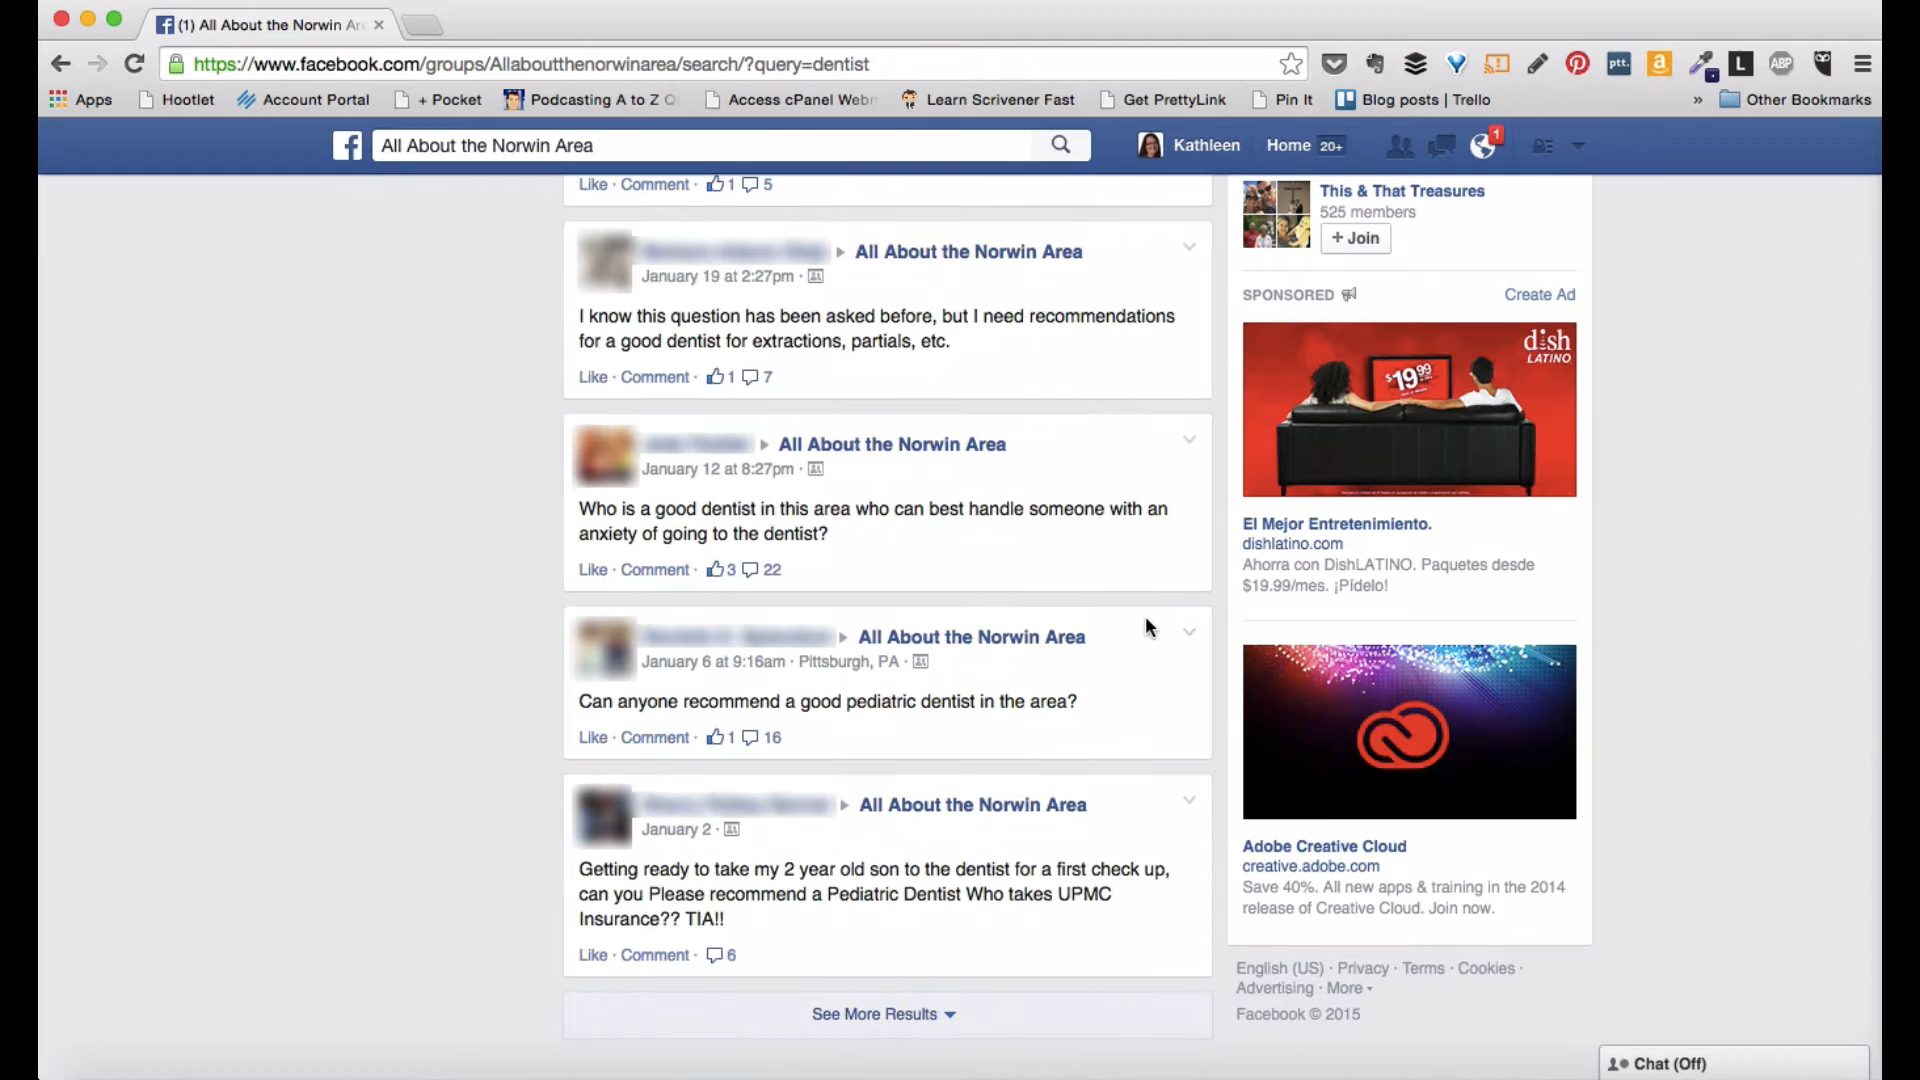 (1) All About the Norwin Ar
https://www.facebook.com/groups/Allaboutthenorwinarea/search/?query=dentist
ptt. a L ABP
Apps Hootlet Account Portal + Pocket Podcasting A to Z Access cPanel Web Learn Scrivener Fast Get PrettyLink Pin It Blog posts | Trello » Other Bookmarks
All About the Norwin Area
Kathleen Home 20+ 1
Like · Comment · 1 5
All About the Norwin Area
January 19 at 2:27pm ·
I know this question has been asked before, but I need recommendations
for a good dentist for extractions, partials, etc.
Like · Comment · 1 7
All About the Norwin Area
January 12 at 8:27pm ·
Who is a good dentist in this area who can best handle someone with an
anxiety of going to the dentist?
Like · Comment · 3 22
All About the Norwin Area
January 6 at 9:16am · Pittsburgh, PA ·
Can anyone recommend a good pediatric dentist in the area?
Like · Comment · 1 16
All About the Norwin Area
January 2 ·
Getting ready to take my 2 year old son to the dentist for a first check up,
can you Please recommend a Pediatric Dentist Who takes UPMC
Insurance?? TIA!!
Like · Comment · 6
See More Results
This & That Treasures
525 members
+ Join
SPONSORED Create Ad
dish
LATINO
$19.99
El Mejor Entretenimiento.
dishlatino.com
Ahorra con DishLATINO. Paquetes desde
$19.99/mes. ¡Pídelo!
Adobe Creative Cloud
creative.adobe.com
Save 40%. All new apps & training in the 2014
release of Creative Cloud. Join now.
English (US) · Privacy · Terms · Cookies ·
Advertising · More
Facebook © 2015
Chat (Off)